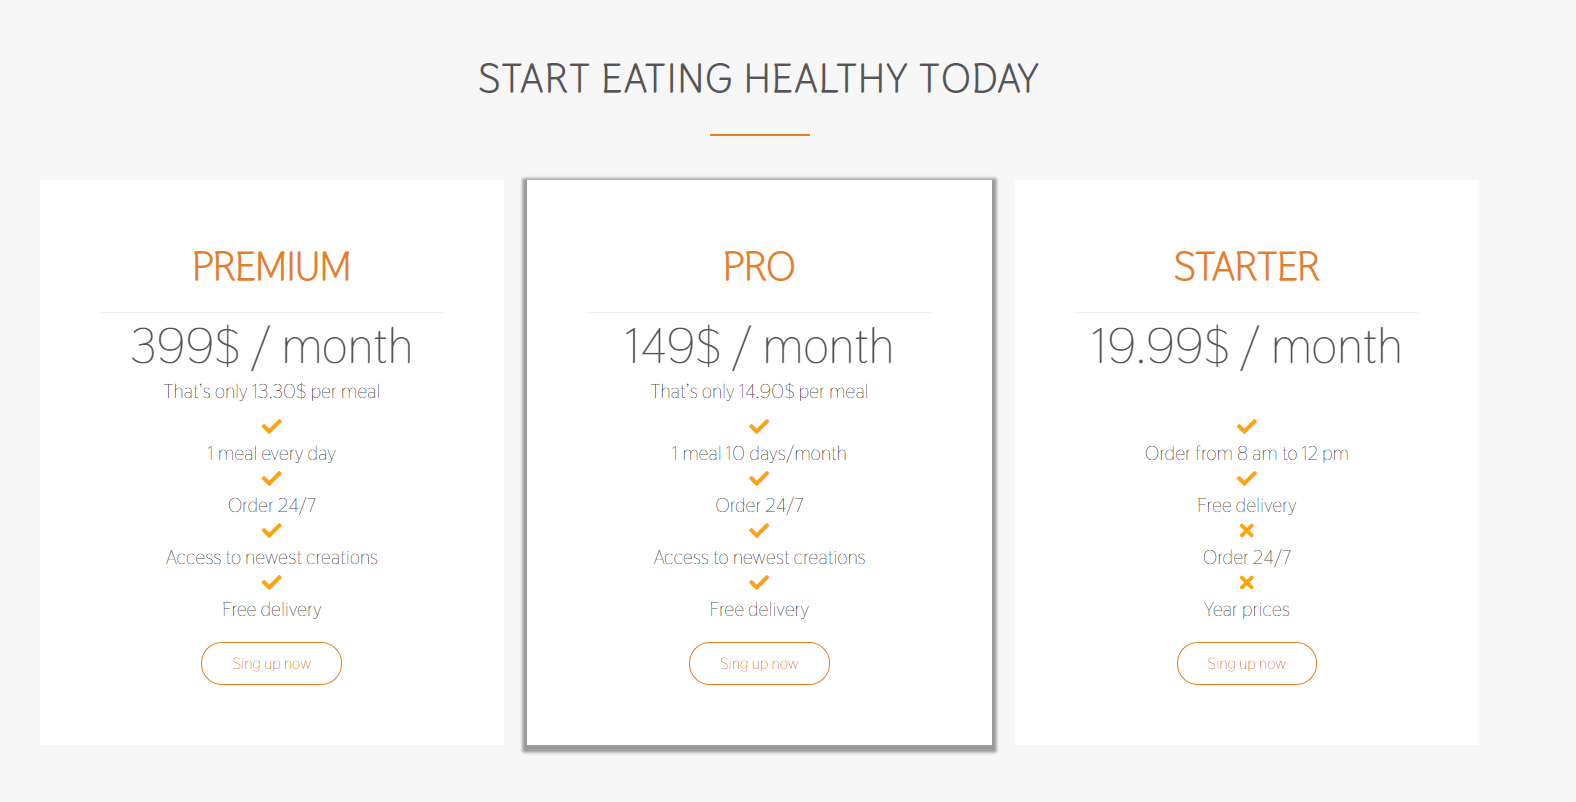 START EATING HEALTHY TODAY
PREMIUM
399$ / month
That's only 13.30$ per meal
1 meal every day
Order 24/7
Access to newest creations
Free delivery
Sing up now
PRO
149$ / month
That's only 14.90$ per meal
1 meal 10 days/month
Order 24/7
Access to newest creations
Free delivery
Sing up now
STARTER
19.99$ / month
Order from 8 am to 12 pm
Free delivery
Order 24/7
Year prices
Sing up now